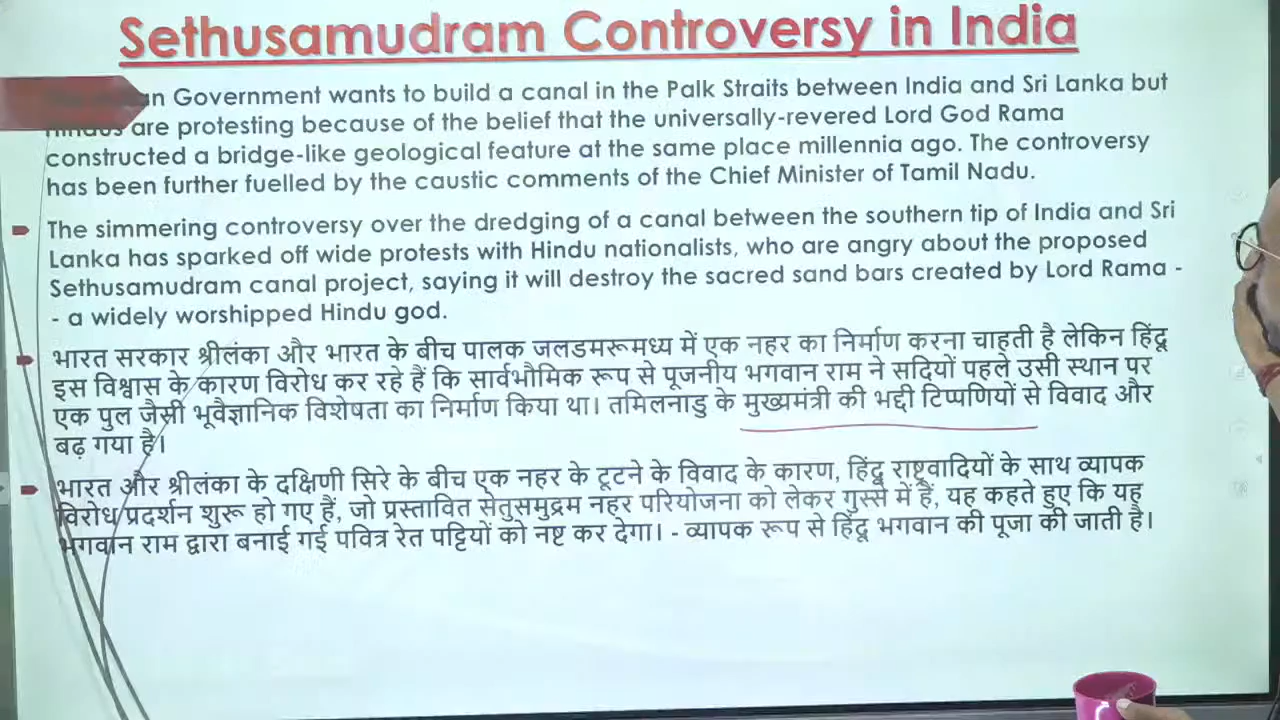 Sethusamudram Controversy in India
Government wants to build a canal in the Palk Straits between India and Sri Lanka but
Hindus are protesting because of the belief that the universally-revered Lord God Rama
constructed a bridge-like geological feature at the same place millennia ago. The controversy
has been further fuelled by the caustic comments of the Chief Minister of Tamil Nadu.
The simmering controversy over the dredging of a canal between the southern tip of India and Sri
Lanka has sparked off wide protests with Hindu nationalists, who are angry about the proposed
Sethusamudram canal project, saying it will destroy the sacred sand bars created by Lord Rama -
- a widely worshipped Hindu god.
भारत सरकार श्रीलंका और भारत के बीच पालक जलडमरूमध्य में एक नहर का निर्माण करना चाहती है लेकिन हिंदू
इस विश्वास के कारण विरोध कर रहे हैं कि सार्वभौमिक रूप से पूजनीय भगवान राम ने सदियों पहले उसी स्थान पर
एक पुल जैसी भूवैज्ञानिक विशेषता का निर्माण किया था। तमिलनाडु के मुख्यमंत्री की भद्दी टिप्पणियों से विवाद और
बढ़ गया है।
भारत और श्रीलंका के दक्षिणी सिरे के बीच एक नहर के टूटने के विवाद के कारण, हिंदू राष्ट्रवादियों के साथ व्यापक
विरोध प्रदर्शन शुरू हो गए हैं, जो प्रस्तावित सेतुसमुद्रम नहर परियोजना को लेकर गुस्से में हैं, यह कहते हुए कि यह
भगवान राम द्वारा बनाई गई पवित्र रेत पट्टियों को नष्ट कर देगा। - व्यापक रूप से हिंदू भगवान की पूजा की जाती है।